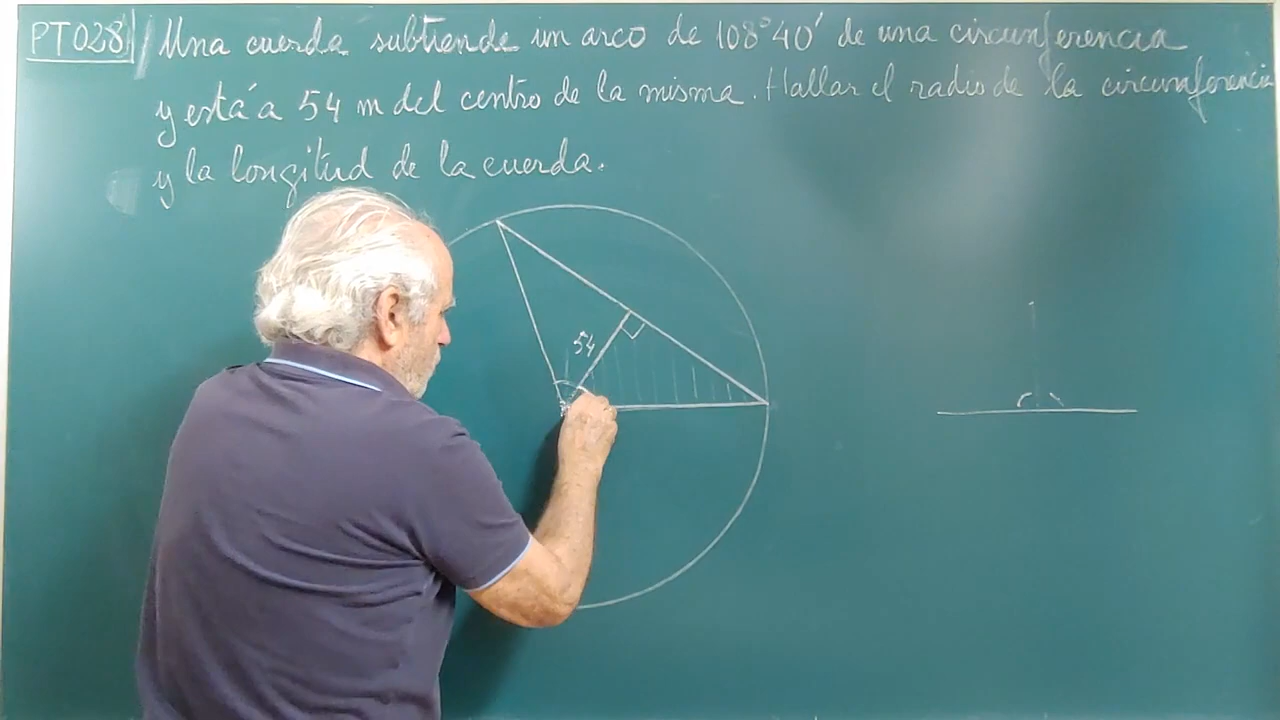 PT028 Una cuerda subtiende un arco de 108°40' de una circunferencia
y está a 54 m del centro de la misma. Hallar el radio de la circunferencia
y la longitud de la cuerda.
54